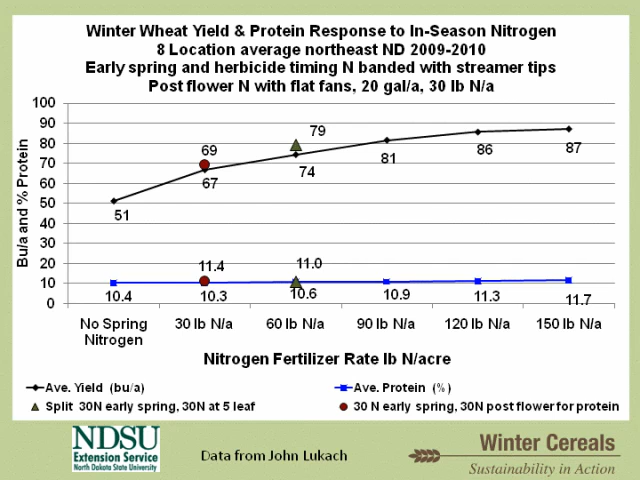 Winter Wheat Yield & Protein Response to In-Season Nitrogen
8 Location average northeast ND 2009-2010
Early spring and herbicide timing N banded with streamer tips
Post flower N with flat fans, 20 gal/a, 30 lb N/a
Bu/a and % Protein
100
90
80
70
60
50
40
30
20
10
0
51
69
67
79
74
81
86
87
10.4
11.4
10.3
11.0
10.6
10.9
11.3
11.7
No Spring
Nitrogen
30 lb N/a
60 lb N/a
90 lb N/a
120 lb N/a
150 lb N/a
Nitrogen Fertilizer Rate lb N/acre
Ave. Yield (bu/a)
Ave. Protein (%)
Split 30N early spring, 30N at 5 leaf
30 N early spring, 30N post flower for protein
NDSU
Extension Service
North Dakota State University
Data from John Lukach
Winter Cereals
Sustainability in Action